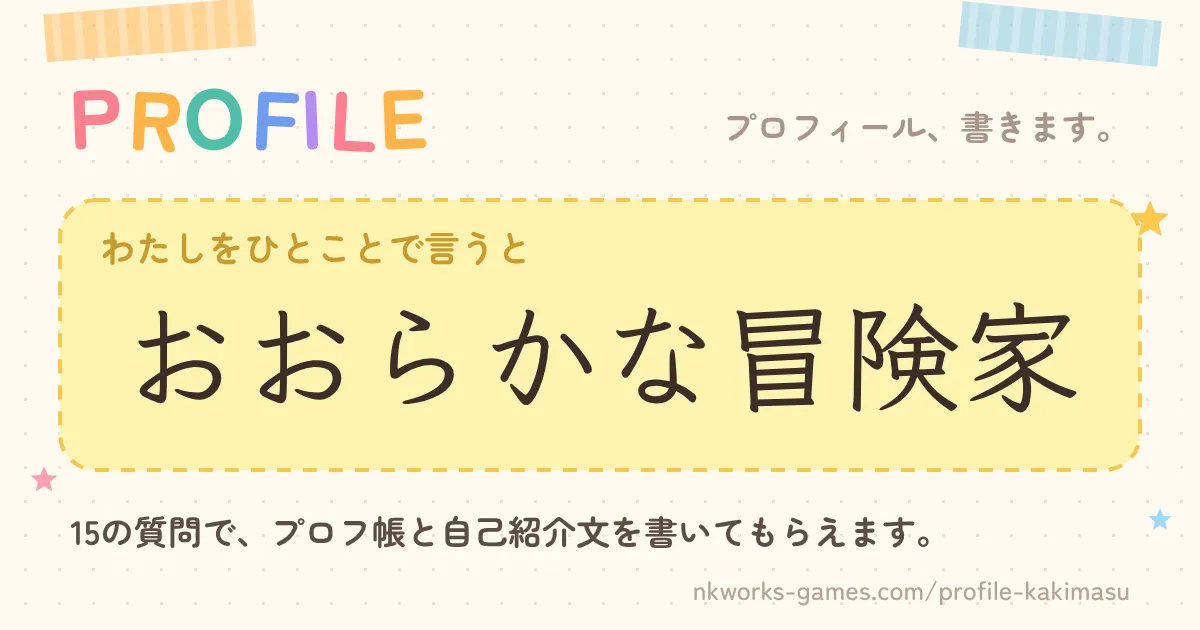 PROFILE
プロフィール、書きます。
わたしをひとことで言うと
おおらかな冒険家
15の質問で、プロフ帳と自己紹介文を書いてもらえます。
nkworks-games.com/profile-kakimasu